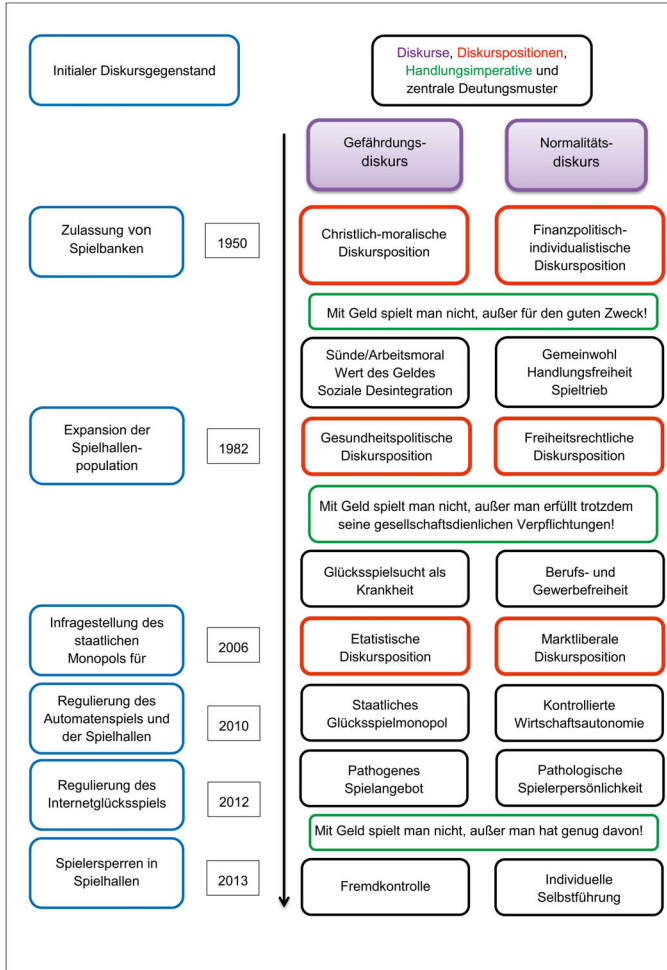 Initialer Diskursgegenstand
Diskurse, Diskurspositionen,
Handlungsimperative und
zentrale Deutungsmuster
Gefährdungs-
diskurs
Normalitäts-
diskurs
Zulassung von
Spielbanken
1950
Christlich-moralische
Diskursposition
Finanzpolitisch-
individualistische
Diskursposition
Mit Geld spielt man nicht, außer für den guten Zweck!
Sünde/Arbeitsmoral
Wert des Geldes
Soziale Desintegration
Gemeinwohl
Handlungsfreiheit
Spieltrieb
Expansion der
Spielhallen-
population
1982
Gesundheitspolitische
Diskursposition
Freiheitsrechtliche
Diskursposition
Mit Geld spielt man nicht, außer man erfüllt trotzdem
seine gesellschaftsdienlichen Verpflichtungen!
Glücksspielsucht als
Krankheit
Berufs- und
Gewerbefreiheit
Infragestellung des
staatlichen
Monopols für
2006
Etatistische
Diskursposition
Marktliberale
Diskursposition
Regulierung des
Automatenspiels und
der Spielhallen
2010
Staatliches
Glücksspielmonopol
Kontrollierte
Wirtschaftsautonomie
Regulierung des
Internetglücksspiels
2012
Pathogenes
Spielangebot
Pathologische
Spielerpersönlichkeit
Mit Geld spielt man nicht, außer man hat genug davon!
Spielersperren in
Spielhallen
2013
Fremdkontrolle
Individuelle
Selbstführung